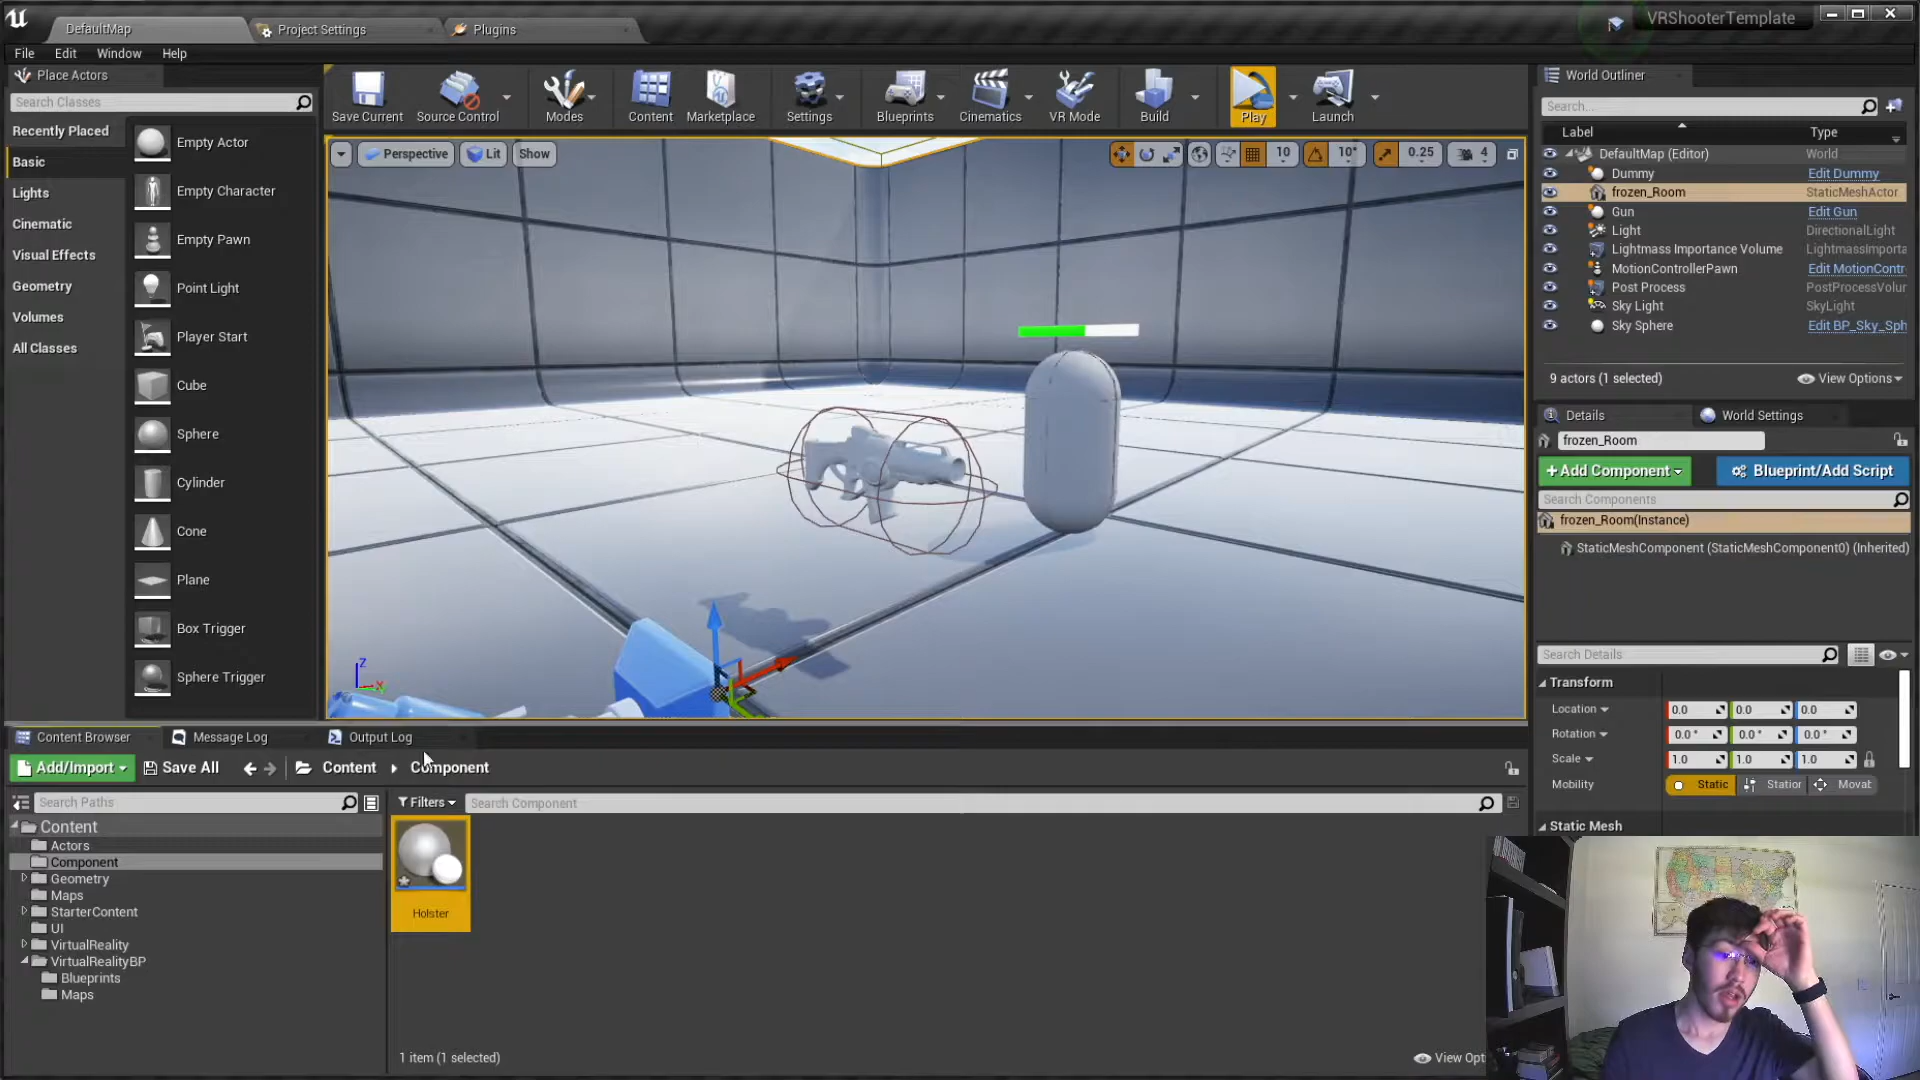 DefaultMap
Project Settings
Plugins
VRShooterTemplate
File Edit Window Help
Place Actors
Search Classes
Recently Placed
Basic
Lights
Cinematic
Visual Effects
Geometry
Volumes
All Classes
Empty Actor
Empty Character
Empty Pawn
Point Light
Player Start
Cube
Sphere
Cylinder
Cone
Plane
Box Trigger
Sphere Trigger
Save Current
Source Control
Modes
Content
Marketplace
Settings
Blueprints
Cinematics
VR Mode
Build
Play
Launch
Perspective
Lit
Show
10
10°
0.25
4
Z
X
World Outliner
Search...
Label Type
DefaultMap (Editor) World
Dummy Edit Dummy
frozen_Room StaticMeshActor
Gun Edit Gun
Light DirectionalLight
Lightmass Importance Volume LightmassImporta
MotionControllerPawn Edit MotionContr
Post Process PostProcessVolur
Sky Light SkyLight
Sky Sphere Edit BP_Sky_Sph
9 actors (1 selected)
View Options
Details
World Settings
frozen_Room
+Add Component
Blueprint/Add Script
Search Components
frozen_Room(Instance)
StaticMeshComponent (StaticMeshComponent0) (Inherited)
Search Details
Transform
Location 0.0 0.0 0.0
Rotation 0.0° 0.0° 0.0°
Scale 1.0 1.0 1.0
Mobility Static Station Movab
Static Mesh
Content Browser
Message Log
Output Log
Add/Import
Save All
Content
Component
Search Paths
Filters
Search Component
Content
Actors
Component
Geometry
Maps
StarterContent
UI
VirtualReality
VirtualRealityBP
Blueprints
Maps
Holster
1 item (1 selected)
View Opti